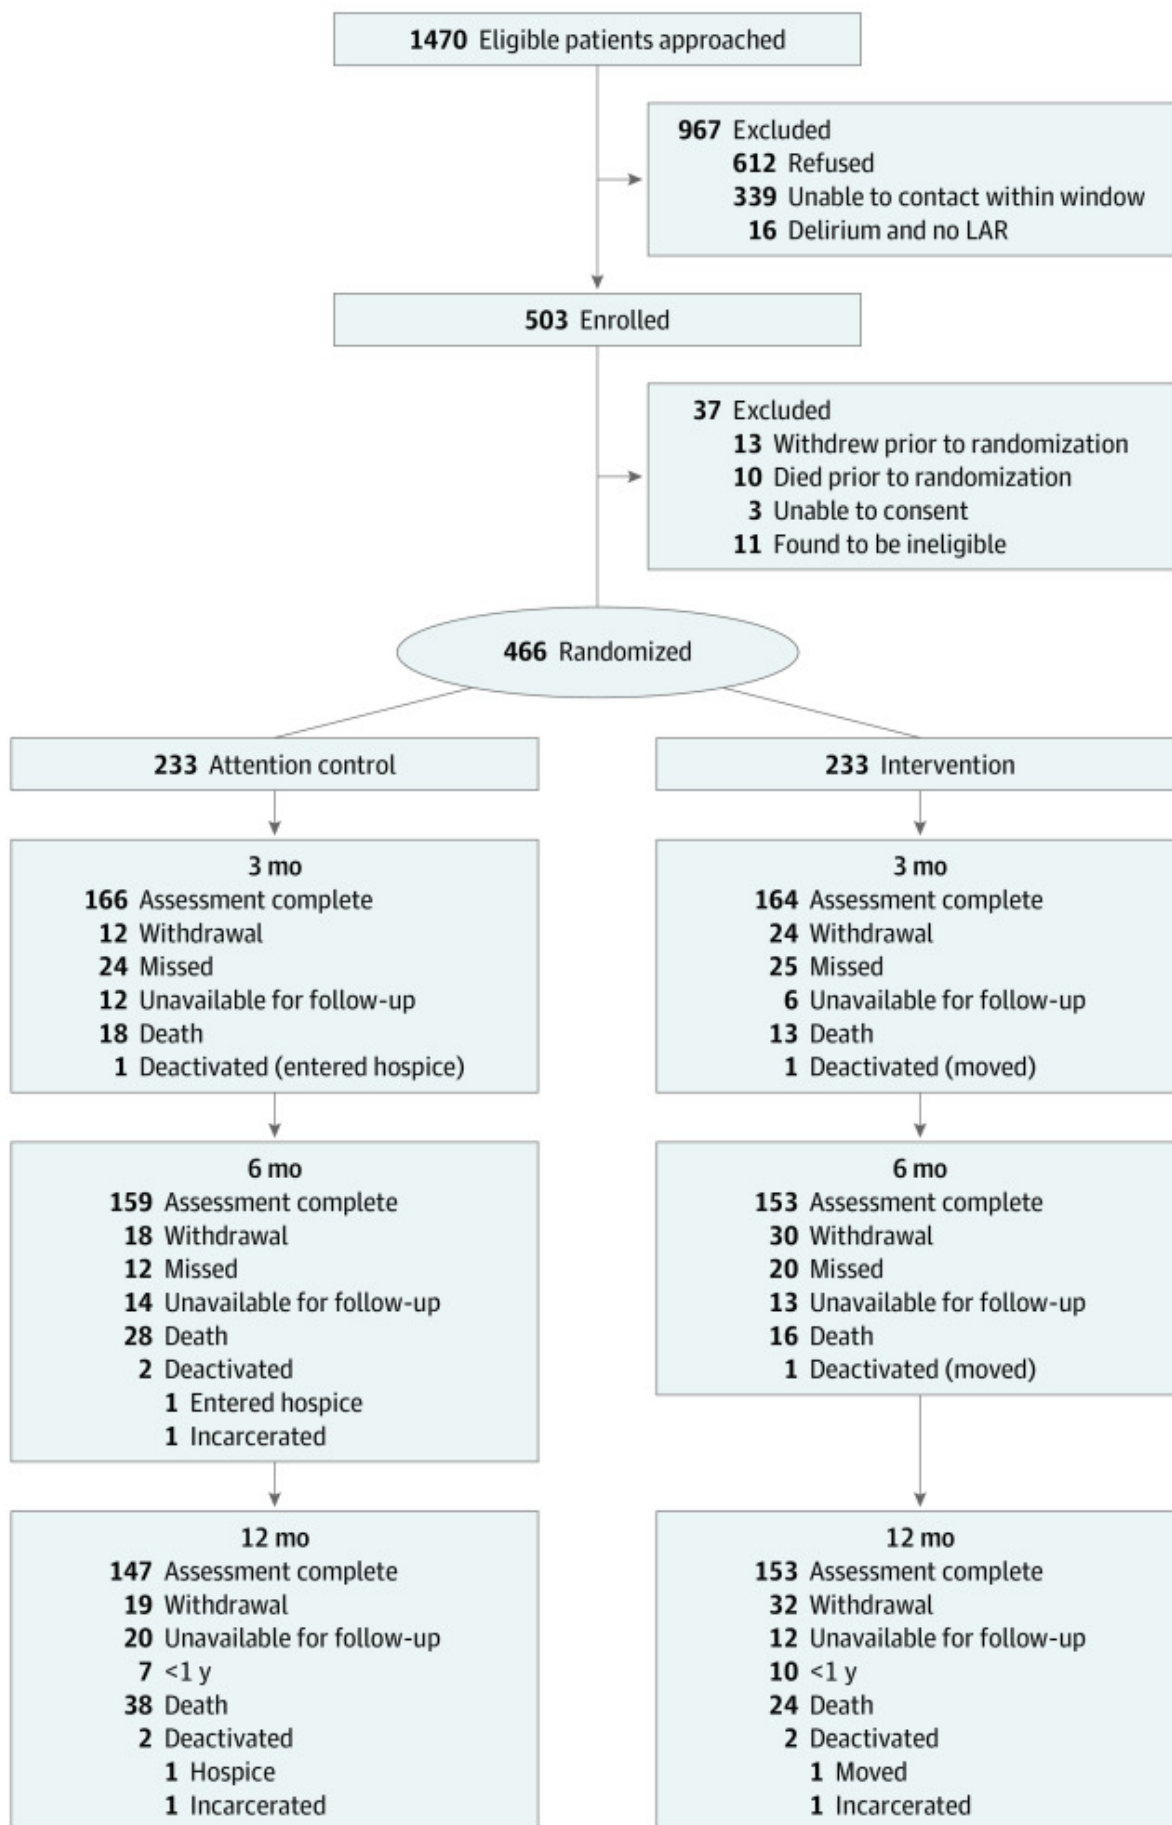 1470 Eligible patients approached
967 Excluded
612 Refused
339 Unable to contact within window
16 Delirium and no LAR
503 Enrolled
37 Excluded
13 Withdrew prior to randomization
10 Died prior to randomization
3 Unable to consent
11 Found to be ineligible
466 Randomized
233 Attention control
233 Intervention
3 mo
166 Assessment complete
12 Withdrawal
24 Missed
12 Unavailable for follow-up
18 Death
1 Deactivated (entered hospice)
3 mo
164 Assessment complete
24 Withdrawal
25 Missed
6 Unavailable for follow-up
13 Death
1 Deactivated (moved)
6 mo
159 Assessment complete
18 Withdrawal
12 Missed
14 Unavailable for follow-up
28 Death
2 Deactivated
1 Entered hospice
1 Incarcerated
6 mo
153 Assessment complete
30 Withdrawal
20 Missed
13 Unavailable for follow-up
16 Death
1 Deactivated (moved)
12 mo
147 Assessment complete
19 Withdrawal
20 Unavailable for follow-up
7 <1 y
38 Death
2 Deactivated
1 Hospice
1 Incarcerated
12 mo
153 Assessment complete
32 Withdrawal
12 Unavailable for follow-up
10 <1 y
24 Death
2 Deactivated
1 Moved
1 Incarcerated